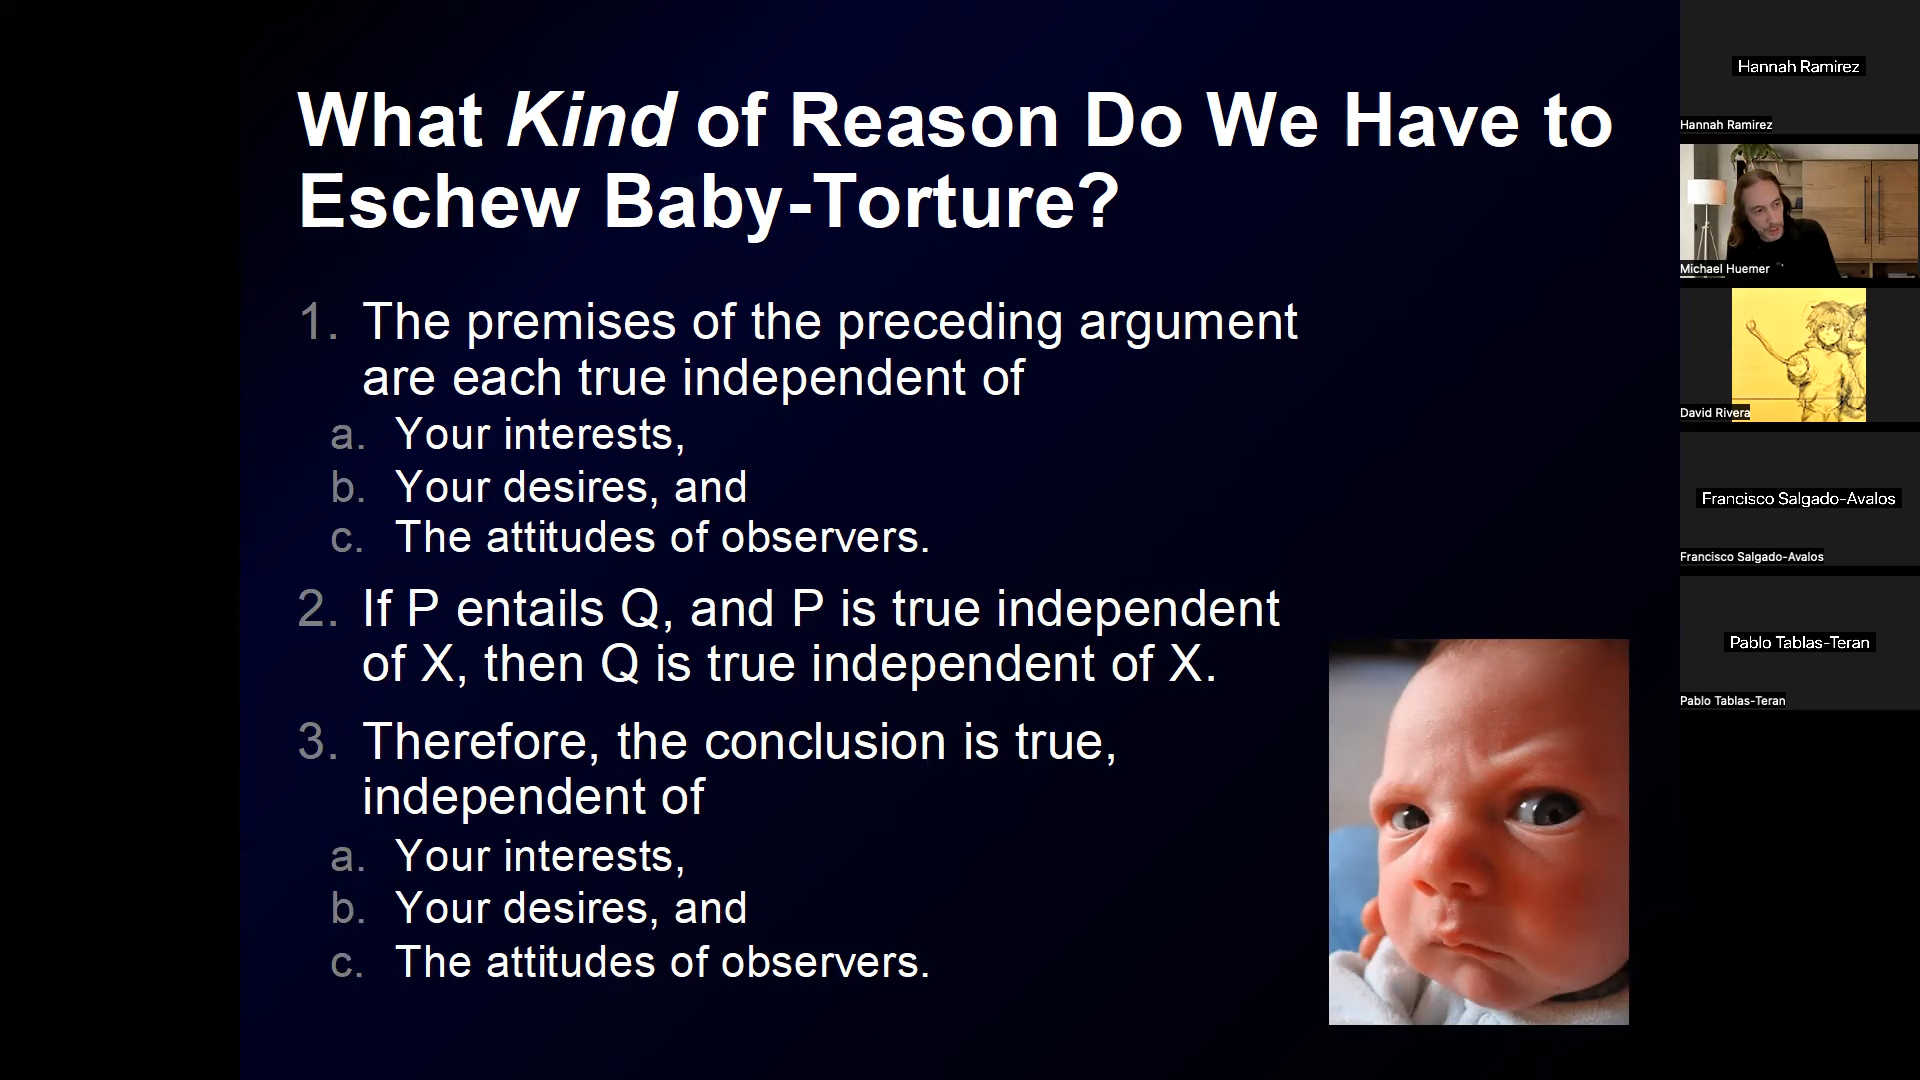 What Kind of Reason Do We Have to
Eschew Baby-Torture?
1. The premises of the preceding argument
are each true independent of
a. Your interests,
b. Your desires, and
c. The attitudes of observers.
2. If P entails Q, and P is true independent
of X, then Q is true independent of X.
3. Therefore, the conclusion is true,
independent of
a. Your interests,
b. Your desires, and
c. The attitudes of observers.
Hannah Ramirez
Hannah Ramirez
Michael Huemer
David Rivera
Francisco Salgado-Avalos
Francisco Salgado-Avalos
Pablo Tablas-Teran
Pablo Tablas-Teran